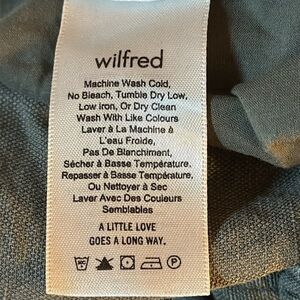 wilfred
Machine Wash Cold,
No Bleach, Tumble Dry Low,
Low iron, Or Dry Clean
Wash With Like Colours
Laver à La Machine à
L'eau Froide,
Pas De Blanchiment,
Sécher à Basse Température.
Repasser à Basse Température,
Ou Nettoyer à Sec
Laver Avec Des Couleurs
Semblables
A LITTLE LOVE
GOES A LONG WAY.
P